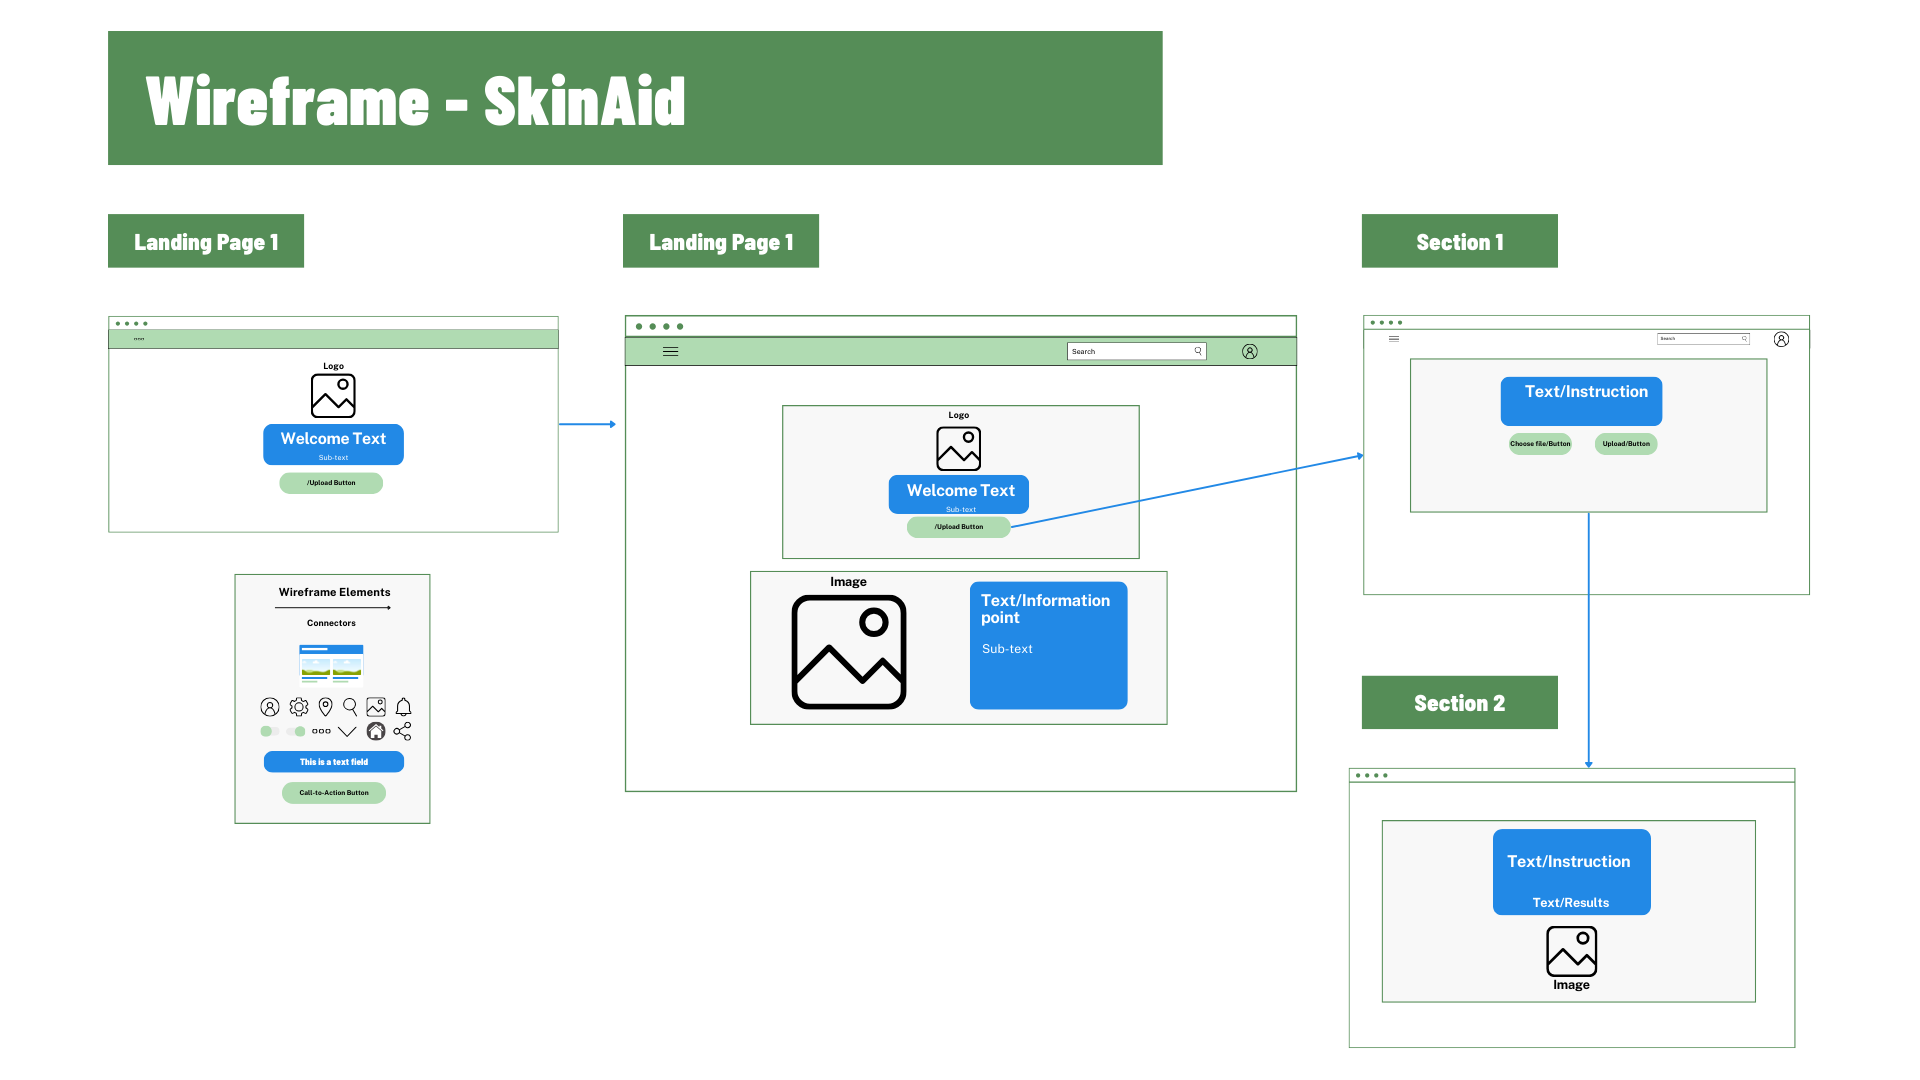 Wireframe - SkinAid
Landing Page 1
Logo
Welcome Text
Sub-text
/Upload Button
Wireframe Elements
Connectors
This is a text field
Call-to-Action Button
Landing Page 1
Search
Logo
Welcome Text
Sub-text
/Upload Button
Image
Text/Information
point
Sub-text
Section 1
Search
Text/Instruction
Choose file/Button
Upload/Button
Section 2
Text/Instruction
Text/Results
Image